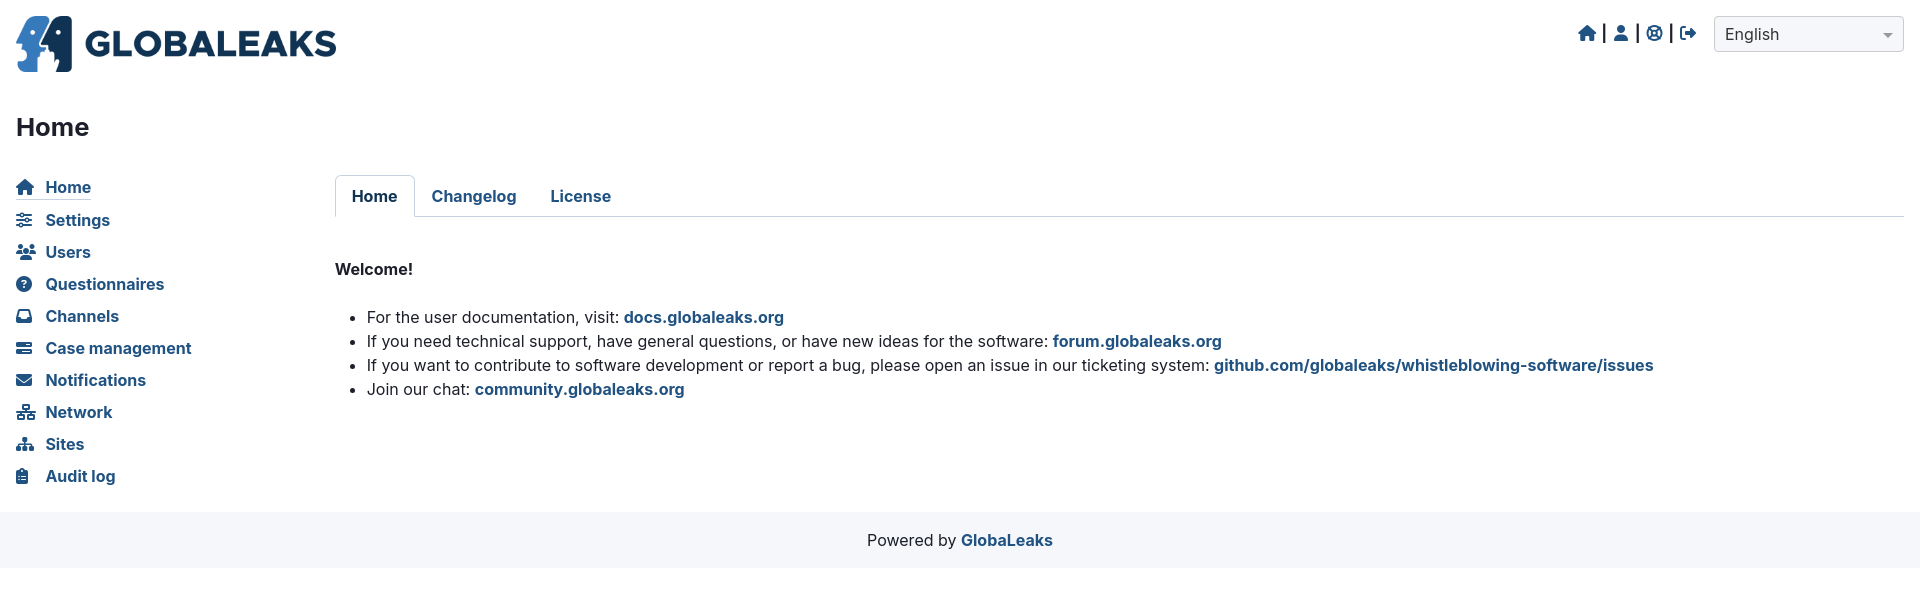 GLOBALEAKS
| | |
English
Home
Home
Settings
Users
Questionnaires
Channels
Case management
Notifications
Network
Sites
Audit log
Home Changelog License
Welcome!
• For the user documentation, visit: docs.globaleaks.org
• If you need technical support, have general questions, or have new ideas for the software: forum.globaleaks.org
• If you want to contribute to software development or report a bug, please open an issue in our ticketing system: github.com/globaleaks/whistleblowing-software/issues
• Join our chat: community.globaleaks.org
Powered by GlobaLeaks